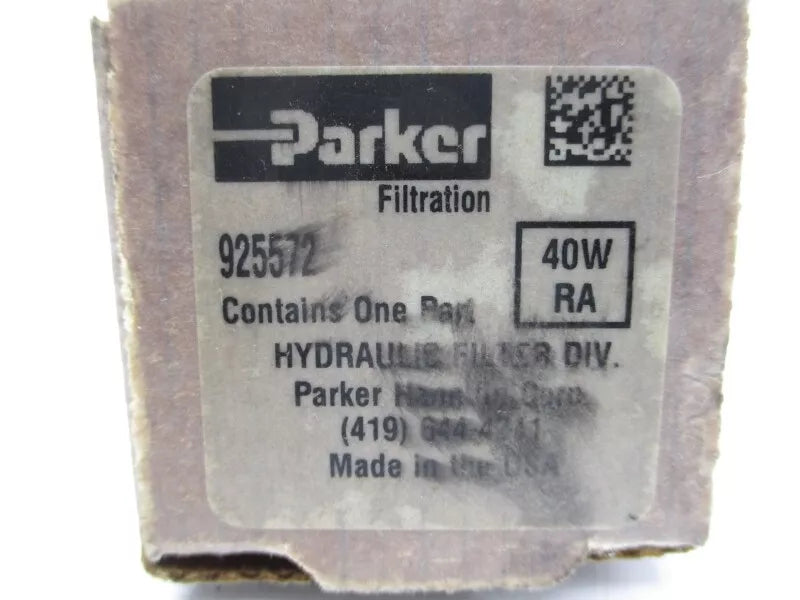 Parker
Filtration
925572
40W
RA
Contains One Part
HYDRAULIC FILTER DIV.
Parker Hannifin Corp.
(419) 644-4311
Made in the USA